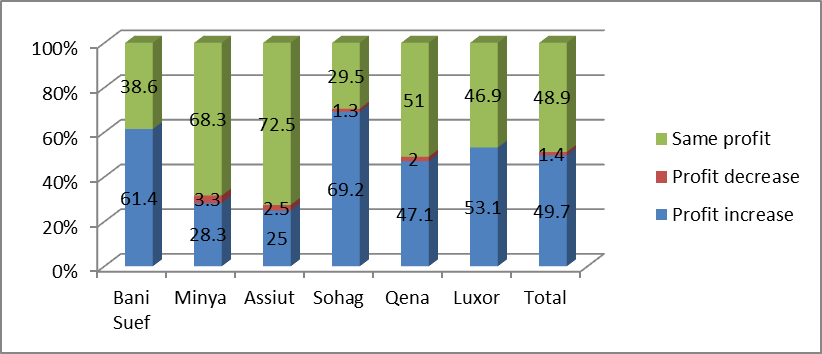 100%
80%
60%
40%
20%
0%
38.6
68.3
72.5
29.5
51
46.9
48.9
3.3
2.5
1.3
2
1.4
61.4
28.3
25
69.2
47.1
53.1
49.7
Bani Suef
Minya
Assiut
Sohag
Qena
Luxor
Total
Same profit
Profit decrease
Profit increase